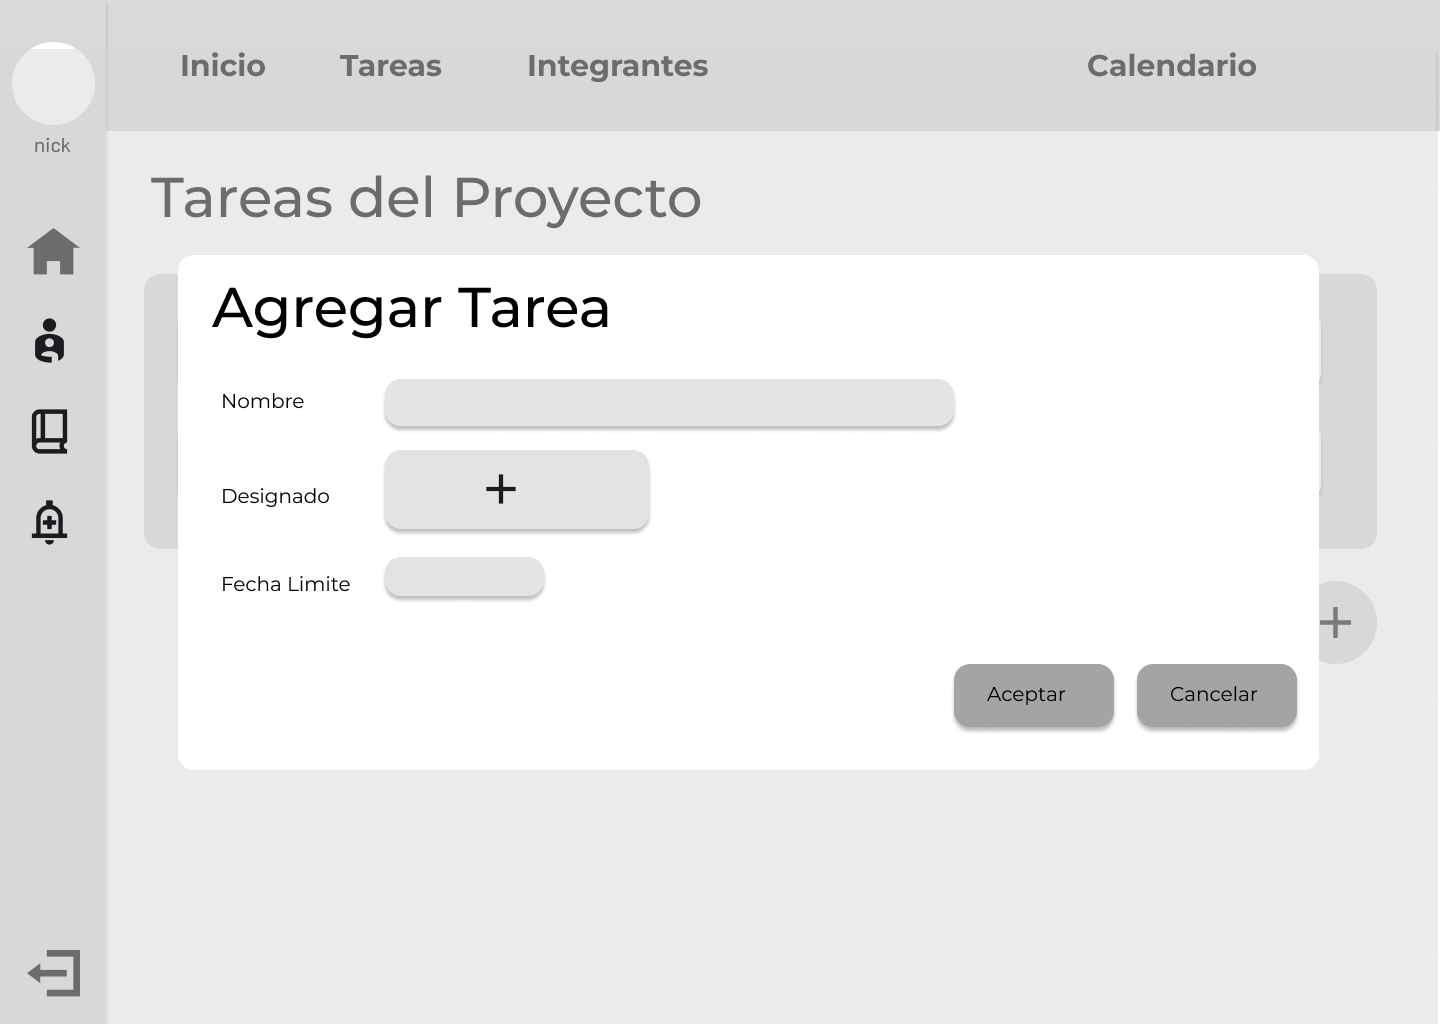 Inicio
Tareas
Integrantes
Calendario
nick
Tareas del Proyecto
Agregar Tarea
Nombre
Designado
Fecha Limite
Aceptar
Cancelar